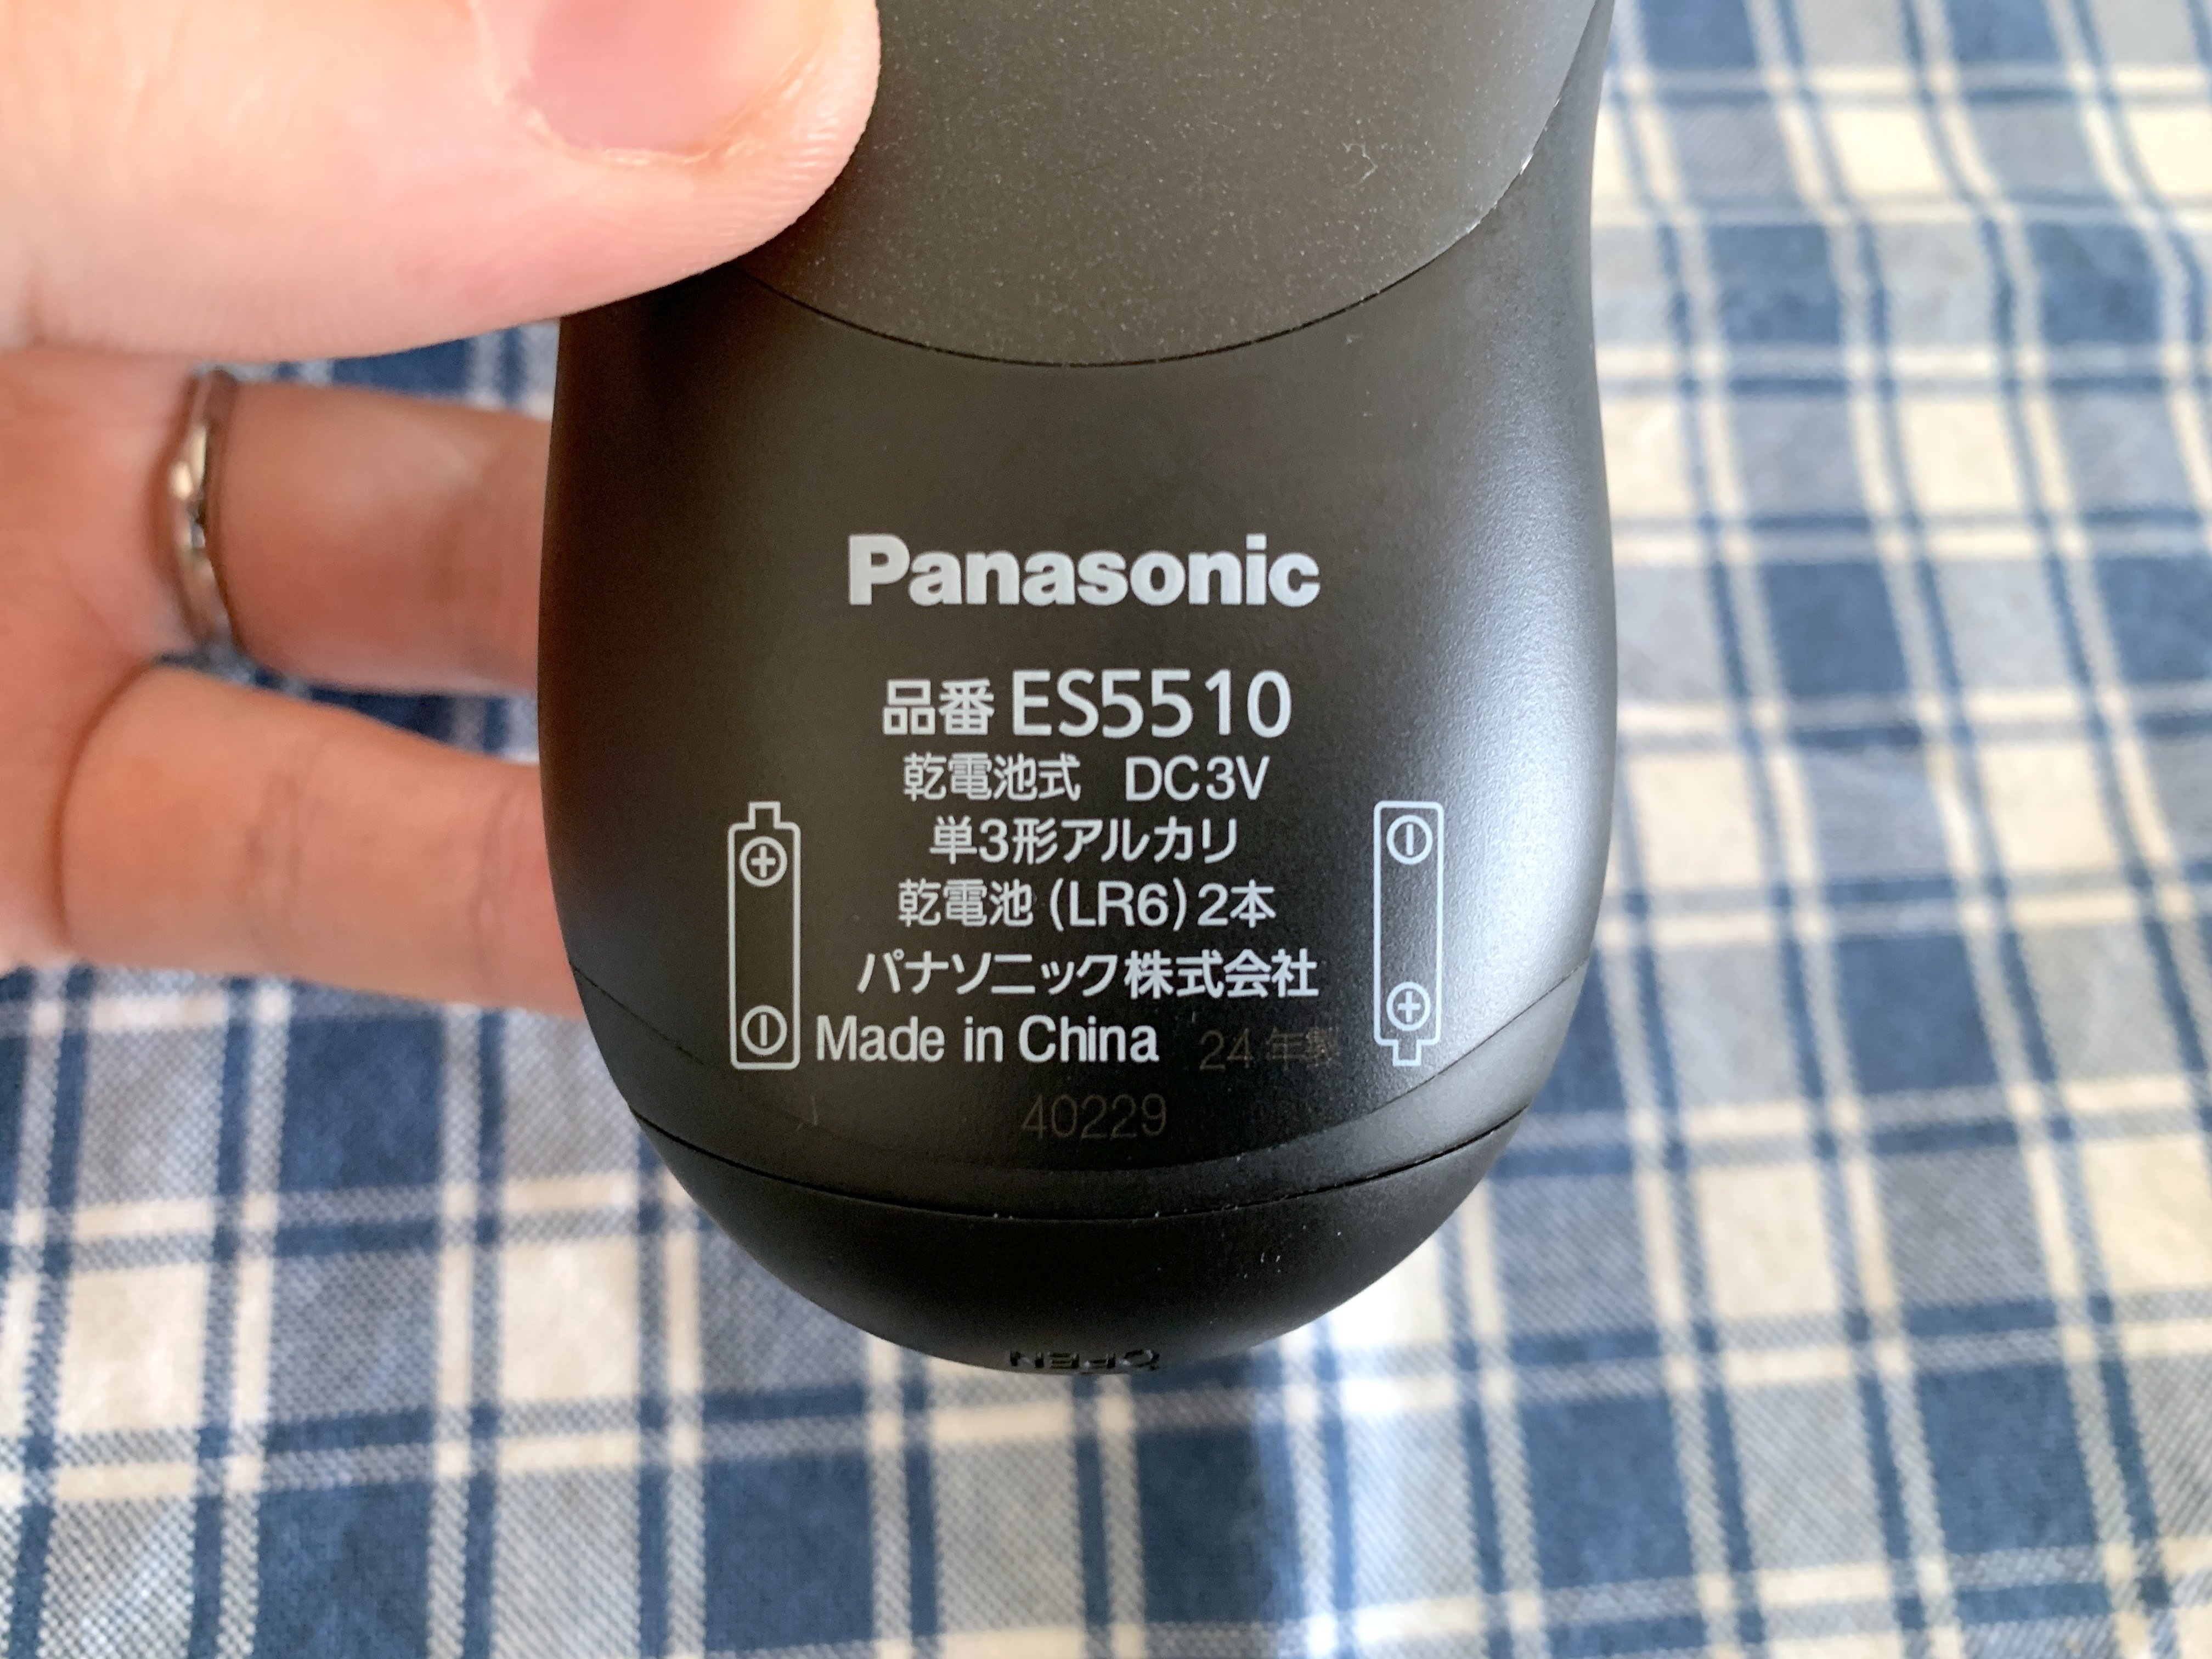 Panasonic
品番 ES5510
乾電池式 DC3V
単3形アルカリ
乾電池 (LR6) 2本
パナソニック株式会社
Made in China 24年製
40229
OPEN